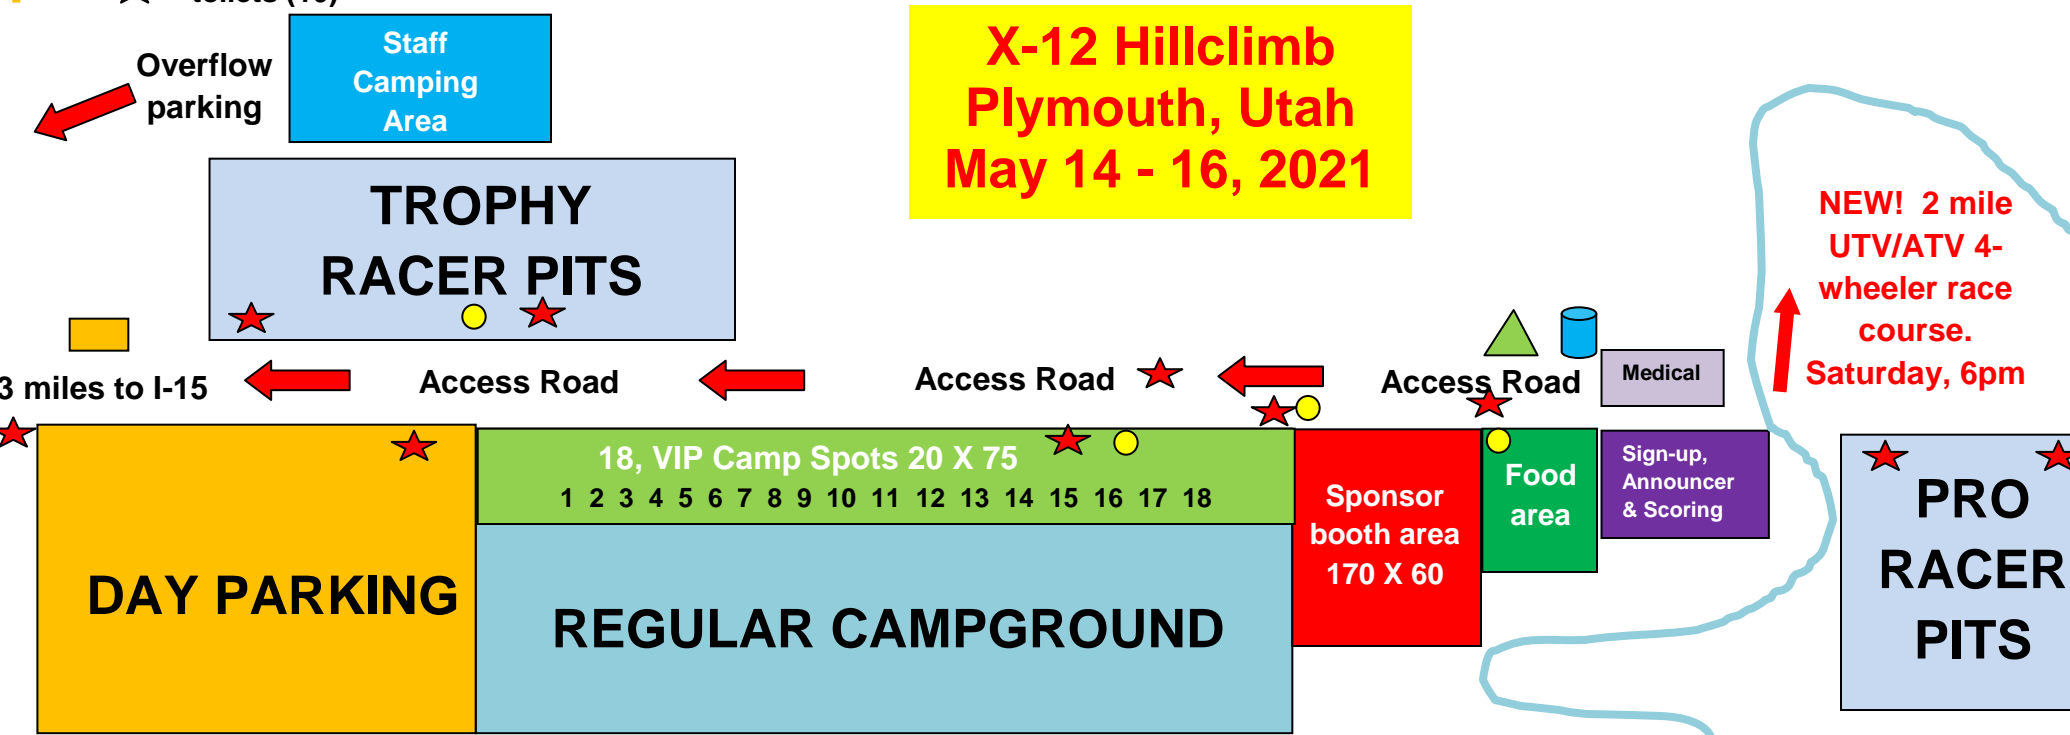 toilets (10)
Overflow
parking
Staff
Camping
Area
X-12 Hillclimb
Plymouth, Utah
May 14 - 16, 2021
TROPHY
RACER PITS
NEW!  2 mile
UTV/ATV 4-
wheeler race
course.
Saturday, 6pm
3 miles to I-15
Access Road
Access Road
Access Road
Medical
18, VIP Camp Spots 20 X 75
1 2 3 4 5 6 7 8 9 10 11 12 13 14 15 16 17 18
Sponsor
booth area
170 X 60
Food
area
Sign-up,
Announcer
& Scoring
DAY PARKING
REGULAR CAMPGROUND
PRO
RACER
PITS